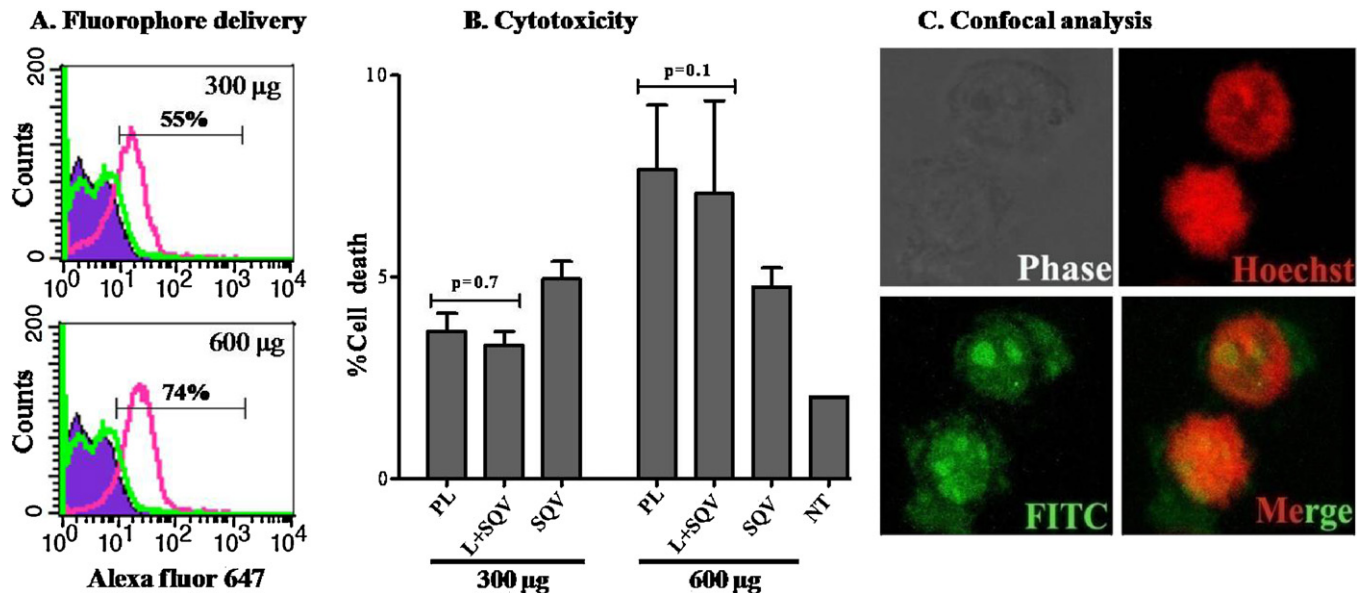 A. Fluorophore delivery
200
0
Counts
300 µg
55%
10^0 10^1 10^2 10^3 10^4
200
0
Counts
600 µg
74%
10^0 10^1 10^2 10^3 10^4
Alexa fluor 647
B. Cytotoxicity
%Cell death
10
5
0
p=0.7
p=0.1
PL
L+SQV
SQV
PL
L+SQV
SQV
NT
300 µg
600 µg
C. Confocal analysis
Phase
Hoechst
FITC
Merge